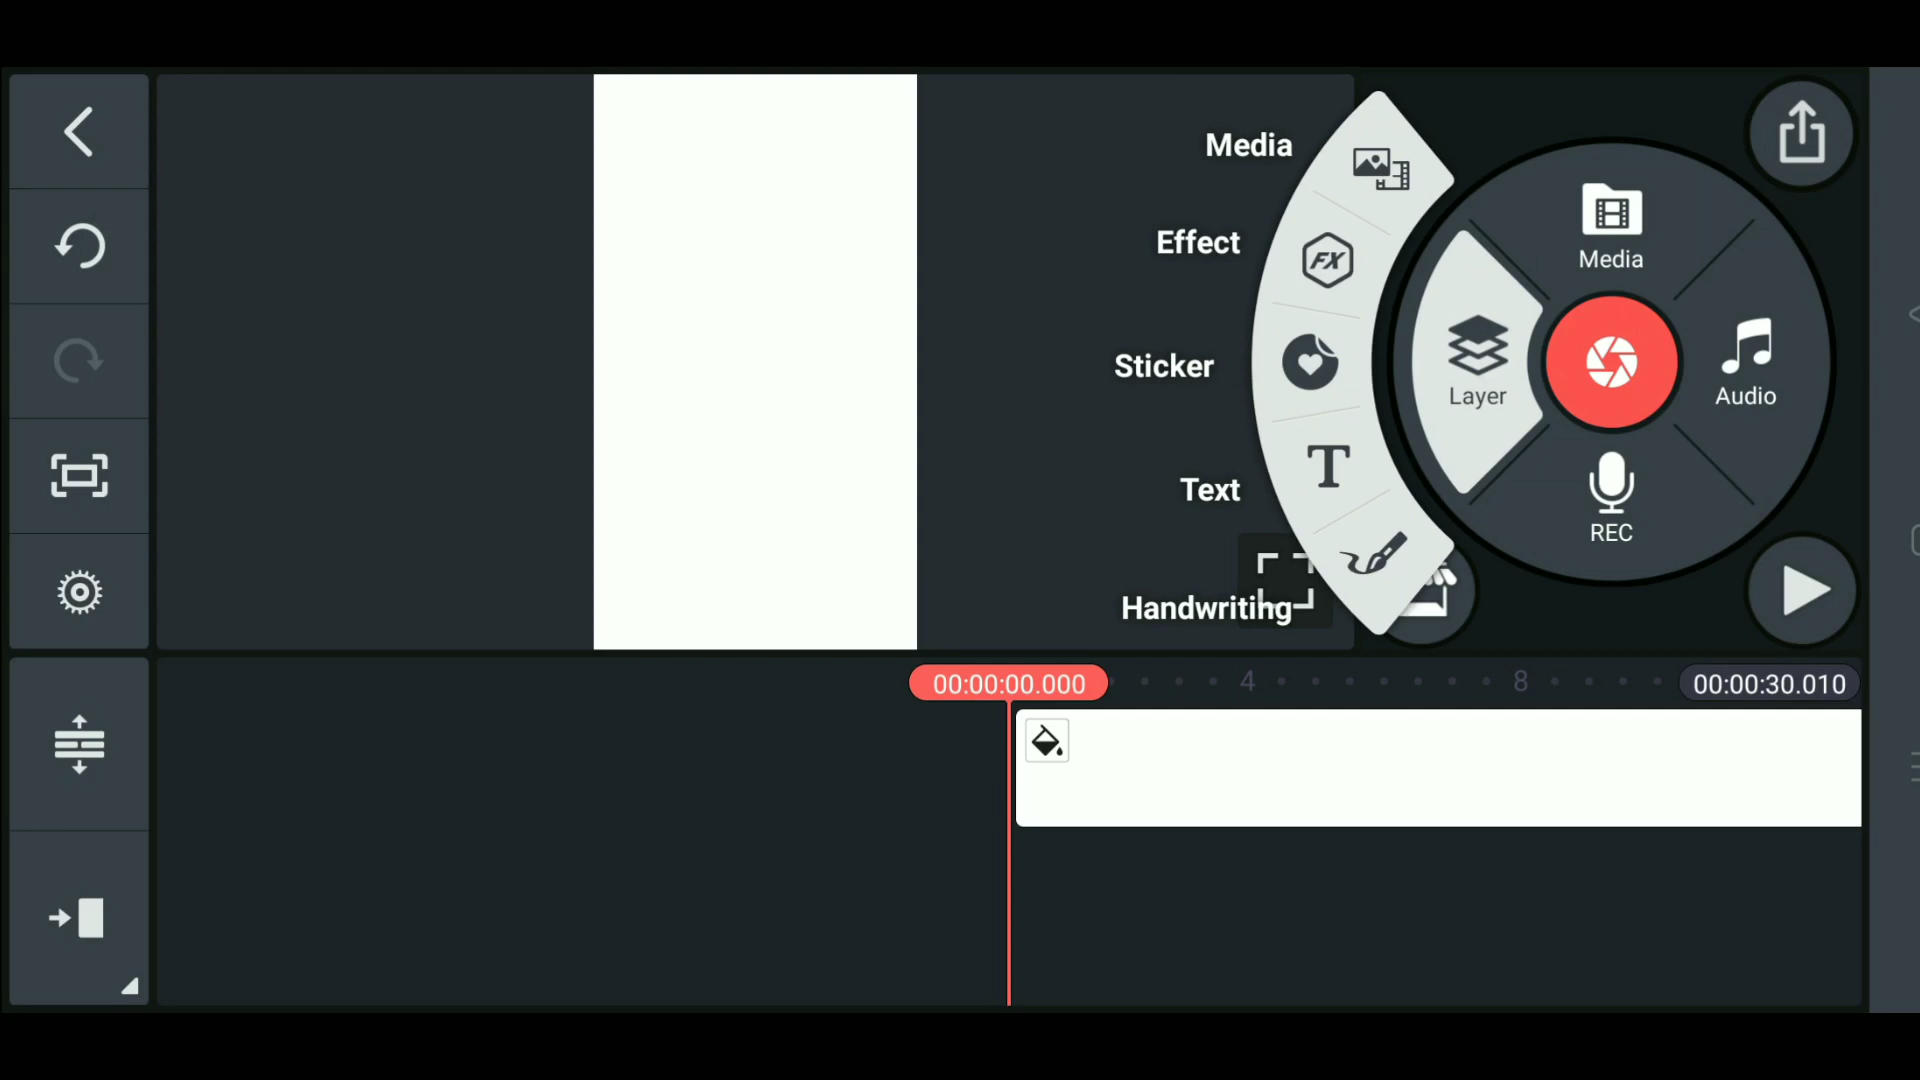 Media
Effect
FX
Sticker
Text
T
Handwriting
Media
Layer
Audio
REC
00:00:00.000
4
8
00:00:30.010